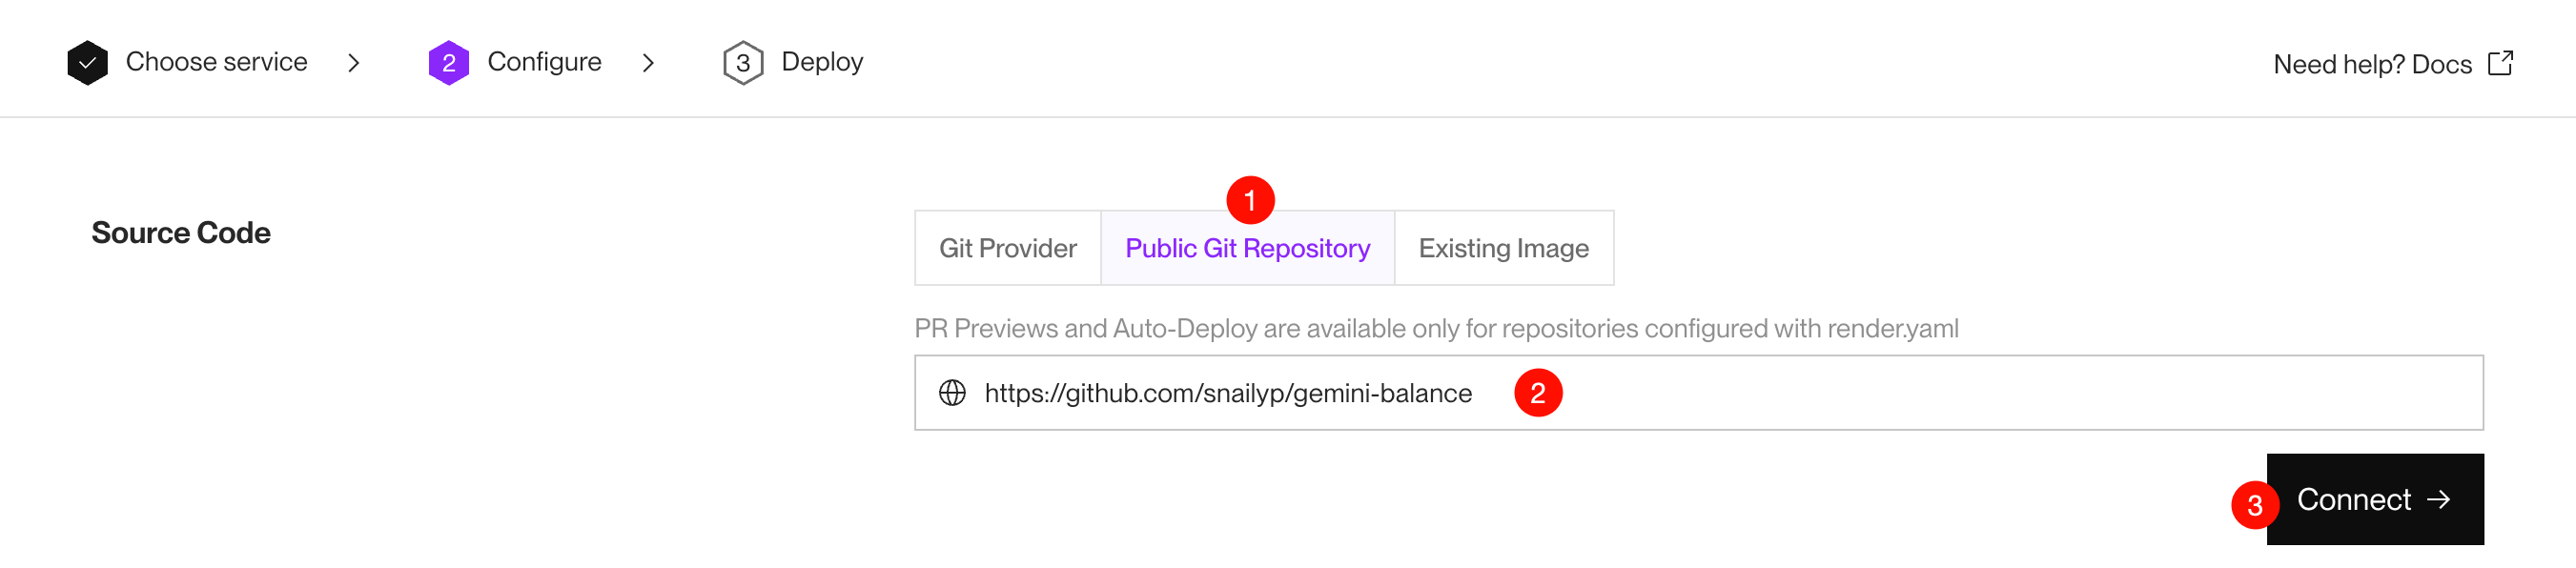 Choose service
2 Configure
3 Deploy
Need help? Docs
Source Code
1
Git Provider
Public Git Repository
Existing Image
PR Previews and Auto-Deploy are available only for repositories configured with render.yaml
https://github.com/snailyp/gemini-balance
2
3
Connect